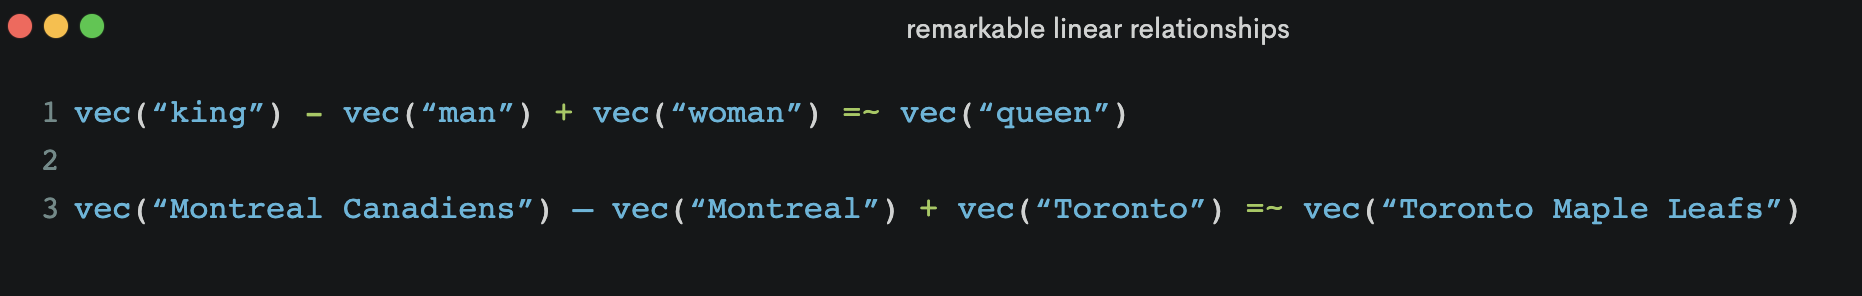 remarkable linear relationships
1 vec(“king”) - vec(“man”) + vec(“woman”) =~ vec(“queen”)
2
3 vec(“Montreal Canadiens”) – vec(“Montreal”) + vec(“Toronto”) =~ vec(“Toronto Maple Leafs”)